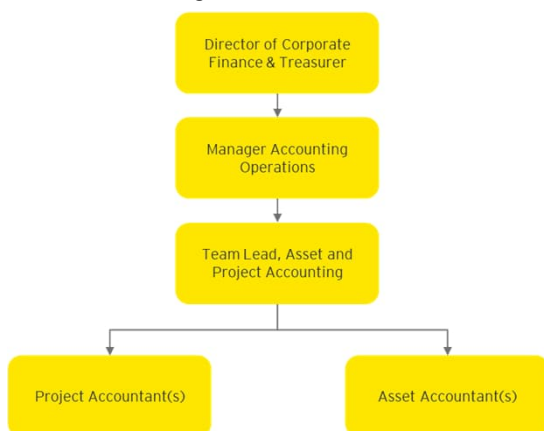 Director of Corporate
Finance & Treasurer
Manager Accounting
Operations
Team Lead, Asset and
Project Accounting
Project Accountant(s)
Asset Accountant(s)